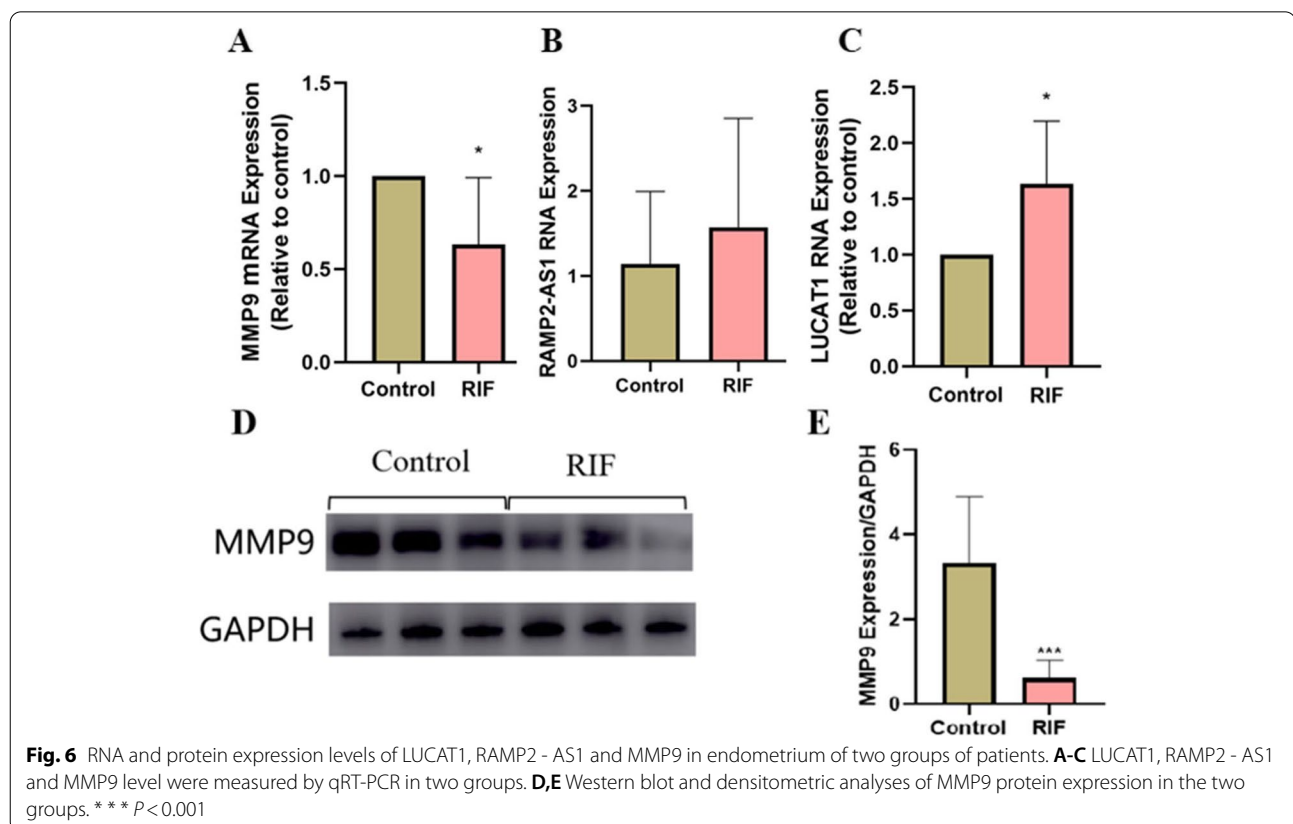 A
MMP9 mRNA Expression
(Relative to control)
1.5
1.0
0.5
0.0
*
Control RIF
B
RAMP2-AS1 RNA Expression
3
2
1
0
Control RIF
C
LUCAT1 RNA Expression
(Relative to control)
2.5
2.0
1.5
1.0
0.5
0.0
*
Control RIF
D
Control RIF
MMP9
GAPDH
E
MMP9 Expression/GAPDH
6
4
2
0
***
Control RIF
Fig. 6 RNA and protein expression levels of LUCAT1, RAMP2 - AS1 and MMP9 in endometrium of two groups of patients. A-C LUCAT1, RAMP2 - AS1
and MMP9 level were measured by qRT-PCR in two groups. D,E Western blot and densitometric analyses of MMP9 protein expression in the two
groups. * * * P < 0.001